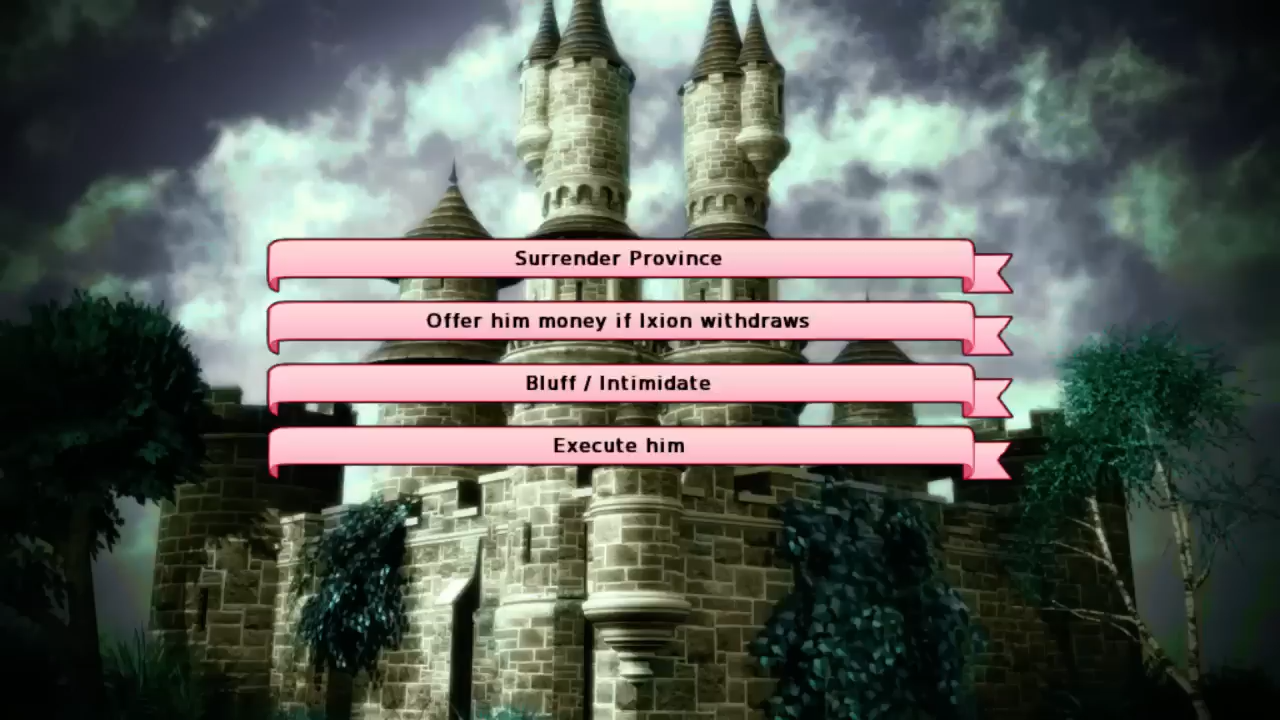 Surrender Province
Offer him money if Ixion withdraws
Bluff / Intimidate
Execute him